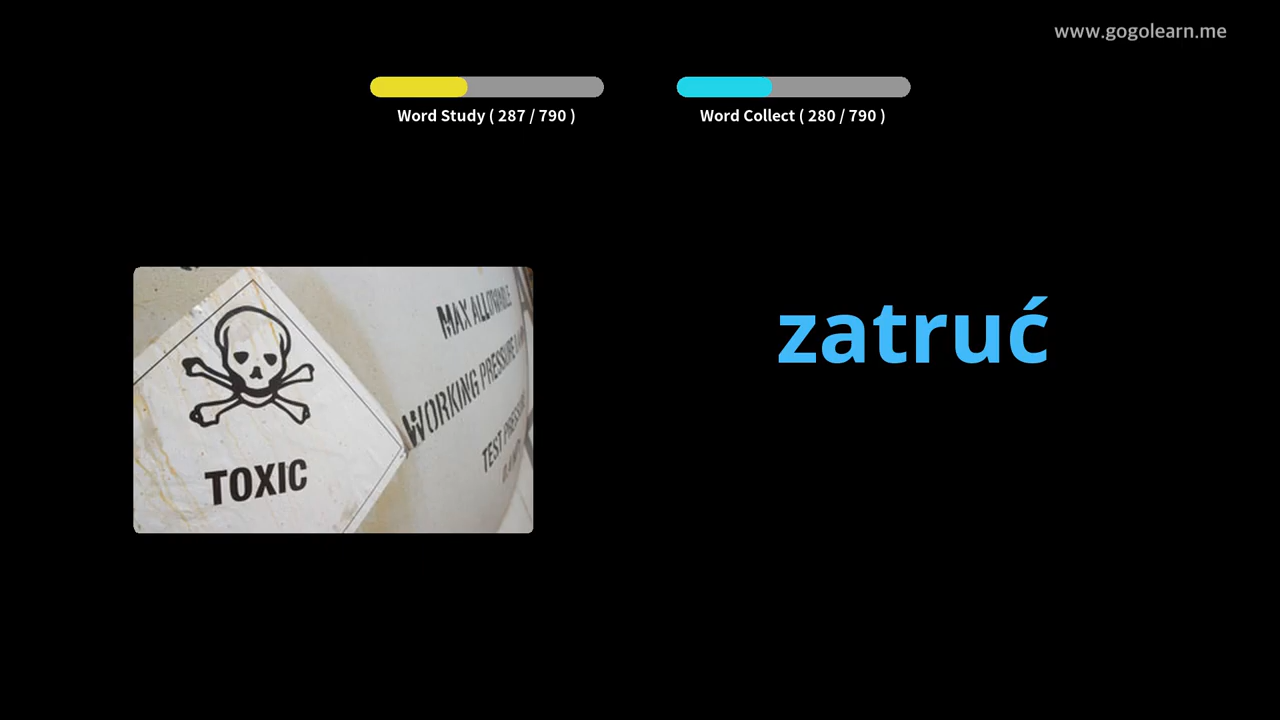 www.gogolearn.me
Word Study ( 287 / 790 )
Word Collect ( 280 / 790 )
zatruć
MAX ALLOWABLE
WORKING PRESSURE
TEST PRESSURE
TOXIC